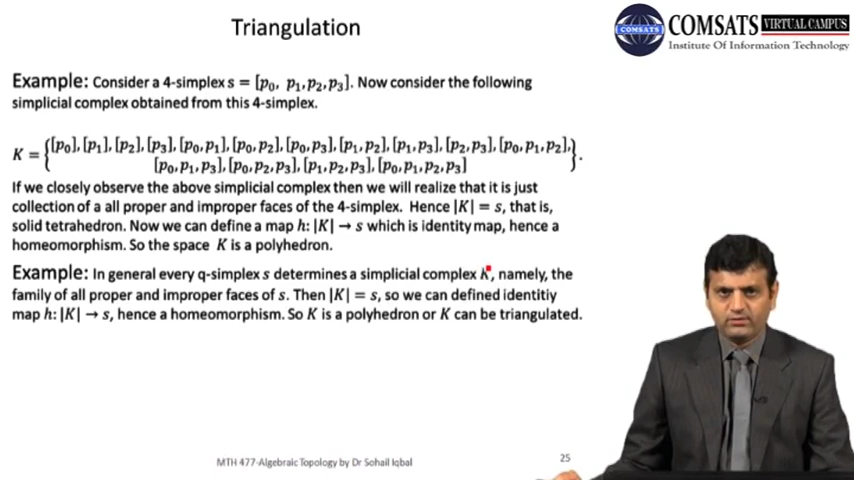 Triangulation
COMSATS
COMSATS VIRTUAL CAMPUS
Institute Of Information Technology
Example: Consider a 4-simplex s = [p₀, p₁,p₂,p₃]. Now consider the following
simplicial complex obtained from this 4-simplex.
K = {[p₀], [p₁], [p₂], [p₃], [p₀,p₁], [p₀,p₂], [p₀,p₃], [p₁,p₂], [p₁,p₃], [p₂,p₃], [p₀,p₁,p₂],
[p₀,p₁,p₃], [p₀,p₂,p₃], [p₁,p₂,p₃], [p₀,p₁,p₂,p₃]}.
If we closely observe the above simplicial complex then we will realize that it is just
collection of a all proper and improper faces of the 4-simplex. Hence |K| = s, that is,
solid tetrahedron. Now we can define a map h: |K| → s which is identity map, hence a
homeomorphism. So the space K is a polyhedron.
Example: In general every q-simplex s determines a simplicial complex K, namely, the
family of all proper and improper faces of s. Then |K| = s, so we can defined identitiy
map h: |K| → s, hence a homeomorphism. So K is a polyhedron or K can be triangulated.
MTH 477-Algebraic Topology by Dr Sohail Iqbal
25